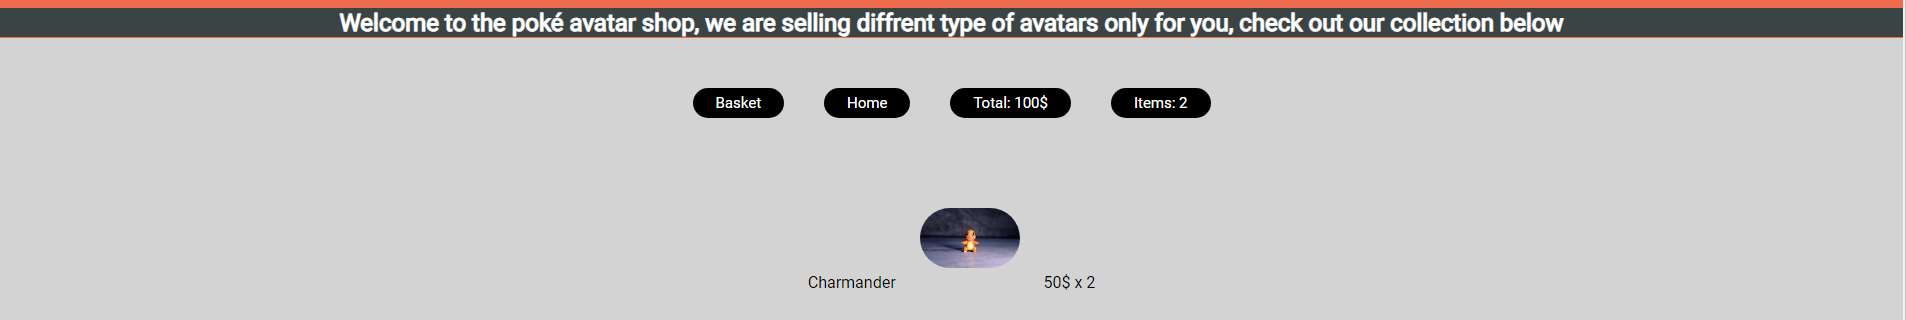 Welcome to the poké avatar shop, we are selling diffrent type of avatars only for you, check out our collection below
Basket Home Total: 100$ Items: 2
Charmander 50$ x 2